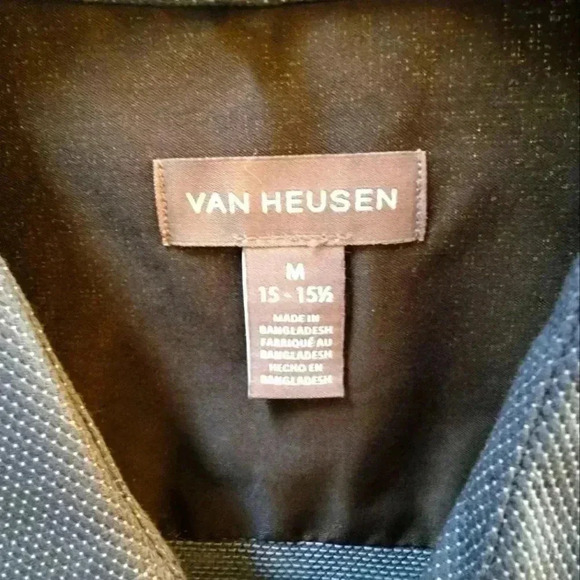 VAN HEUSEN
M
15 - 15½
MADE IN
BANGLADESH
FABRIQUÉ AU
BANGLADESH
HECHO EN
BANGLADESH